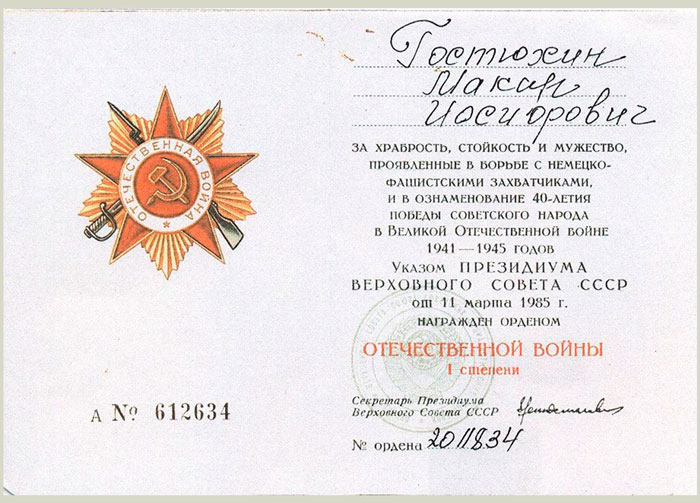 ОТЕЧЕСТВЕННАЯ ВОЙНА
А № 612634
Гостюхин
Макар
Иосифович
ЗА ХРАБРОСТЬ, СТОЙКОСТЬ И МУЖЕСТВО,
ПРОЯВЛЕННЫЕ В БОРЬБЕ С НЕМЕЦКО-
ФАШИСТСКИМИ ЗАХВАТЧИКАМИ,
И В ОЗНАМЕНОВАНИЕ 40-ЛЕТИЯ
ПОБЕДЫ СОВЕТСКОГО НАРОДА
В ВЕЛИКОЙ ОТЕЧЕСТВЕННОЙ ВОЙНЕ
1941—1945 ГОДОВ
УКАЗОМ ПРЕЗИДИУМА
ВЕРХОВНОГО СОВЕТА СССР
от 11 марта 1985 г.
НАГРАЖДЕН ОРДЕНОМ
ОТЕЧЕСТВЕННОЙ ВОЙНЫ
I степени
Секретарь Президиума
Верховного Совета СССР
№ ордена 2011834